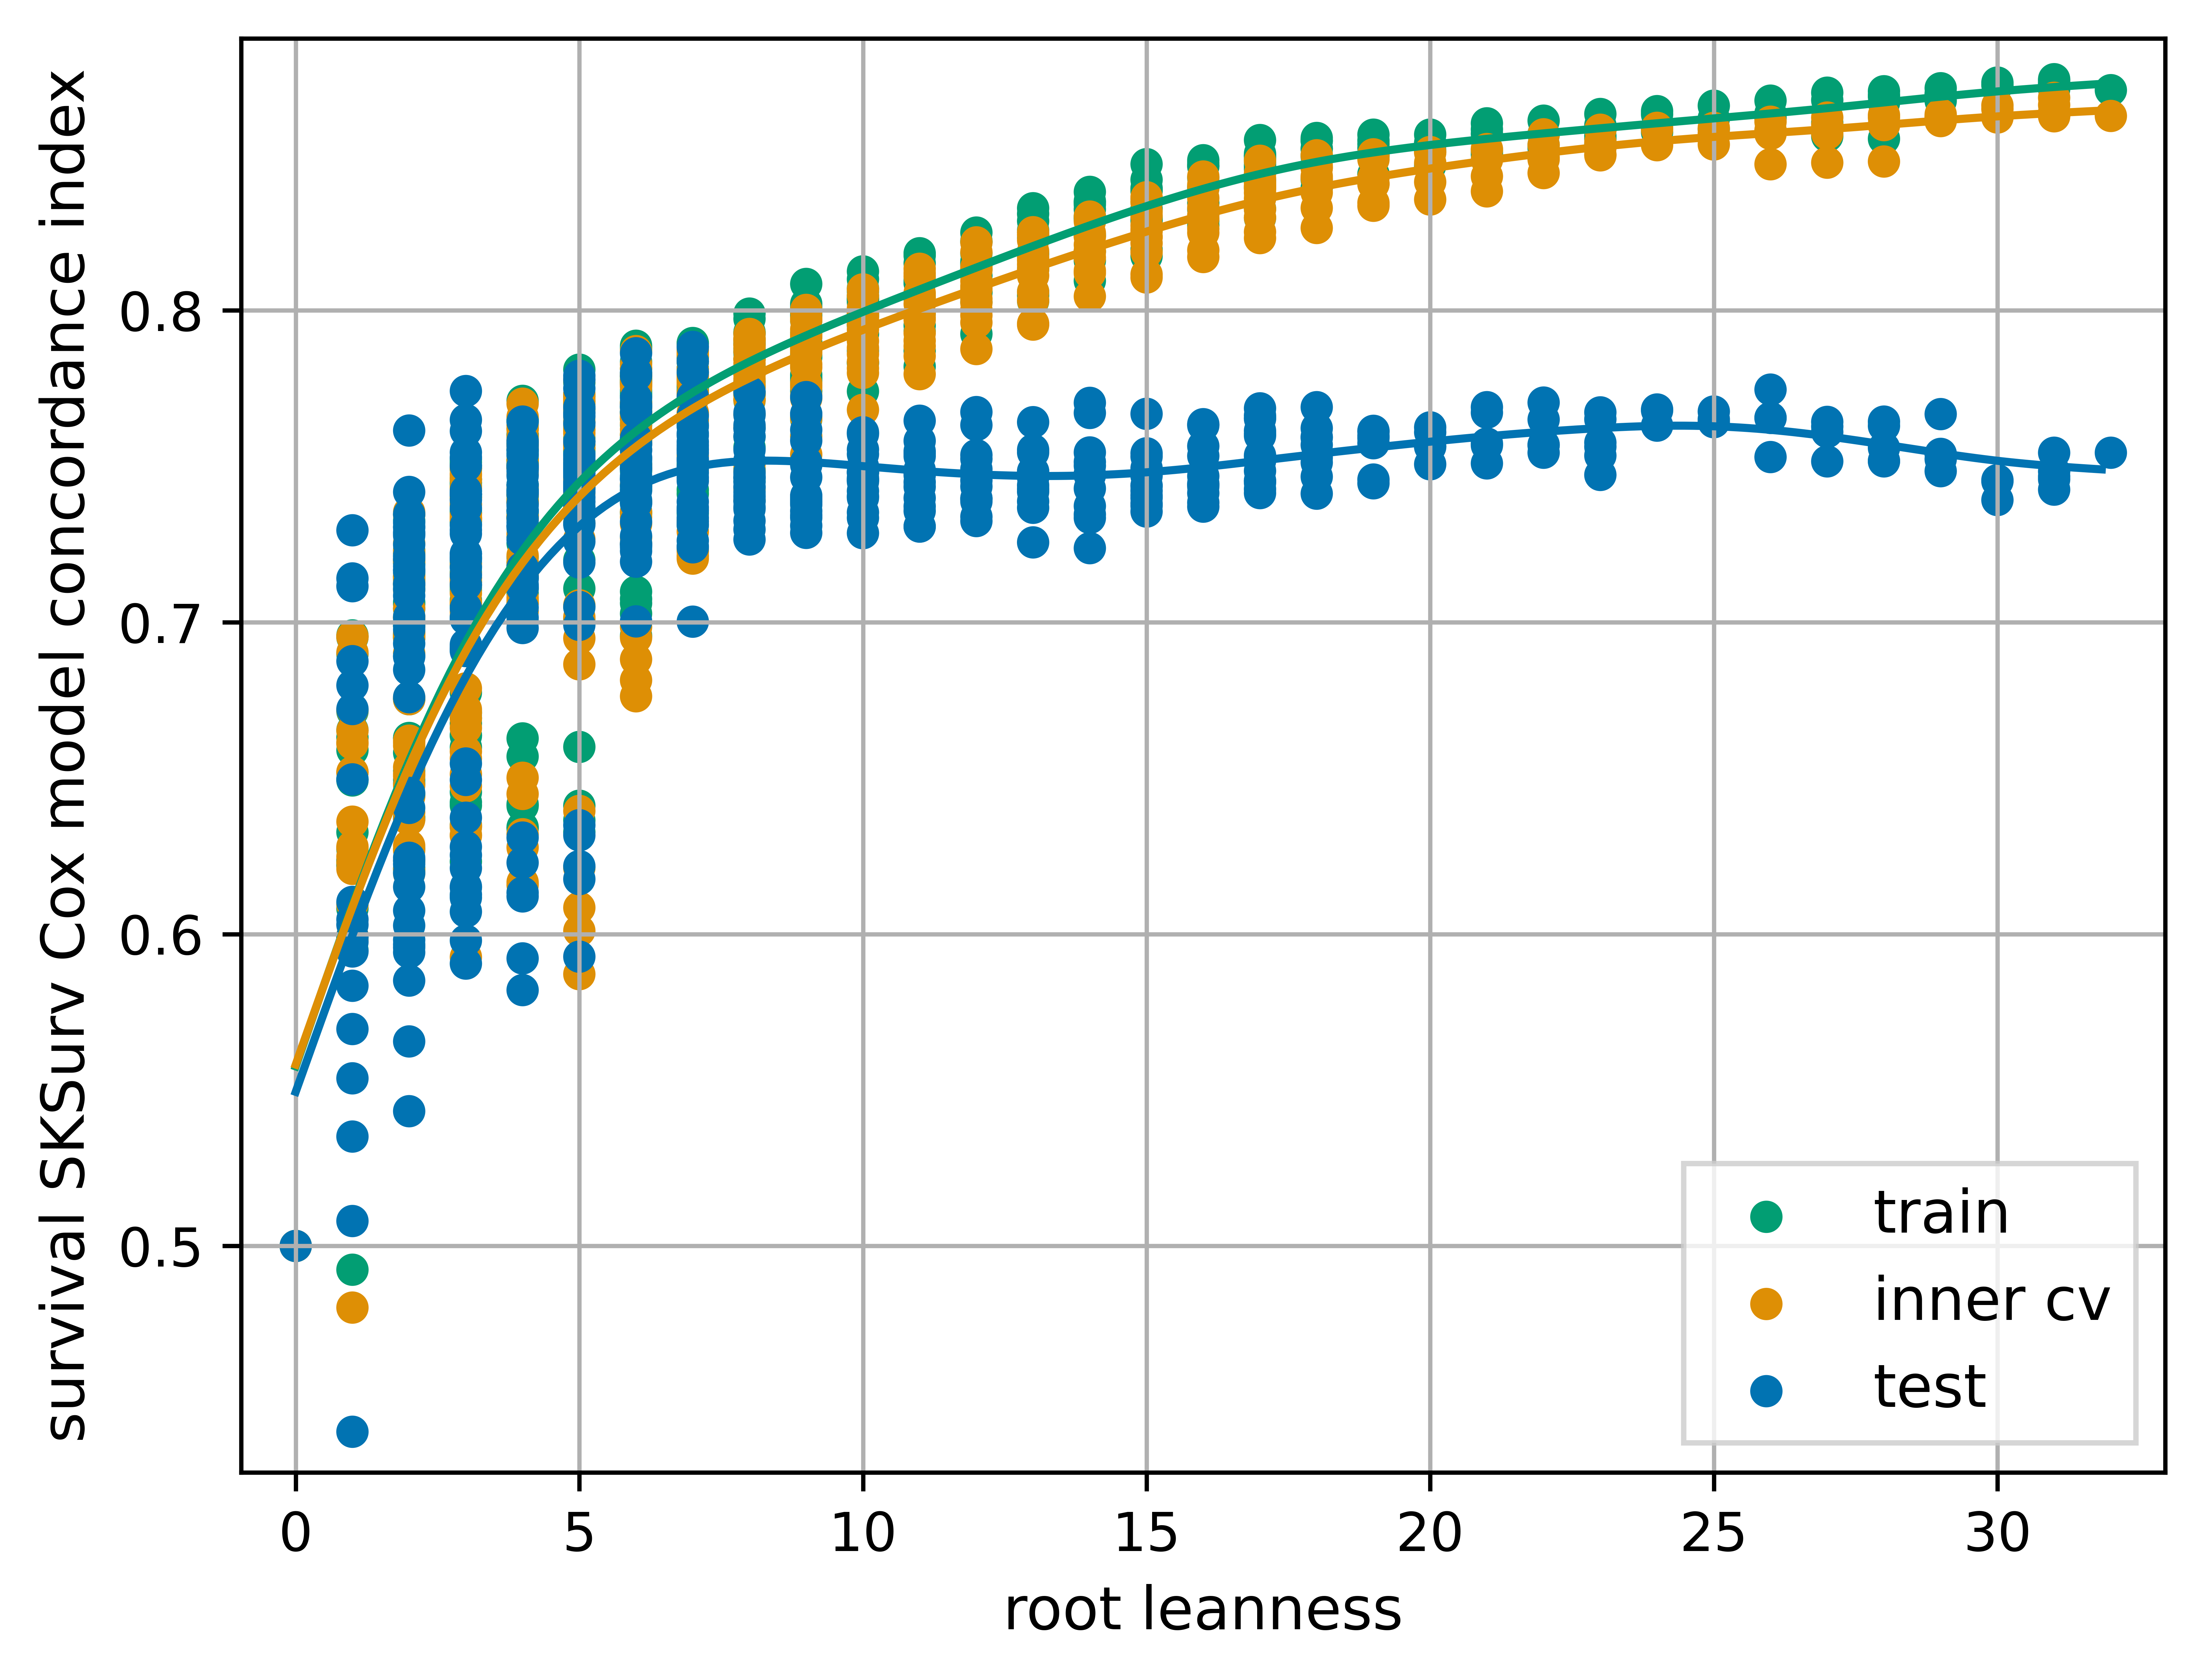 survival SKSurv Cox model concordance index
0.8
0.7
0.6
0.5
0 5 10 15 20 25 30
root leanness
train
inner cv
test